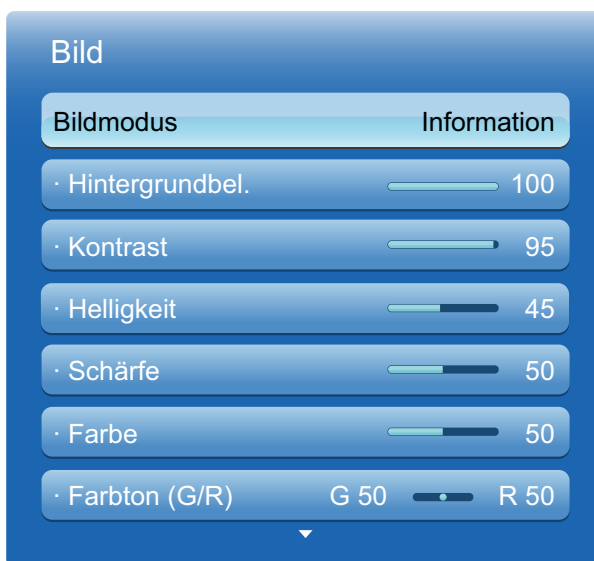 Bild
Bildmodus Information
· Hintergrundbel. 100
· Kontrast 95
· Helligkeit 45
· Schärfe 50
· Farbe 50
· Farbton (G/R) G 50 R 50